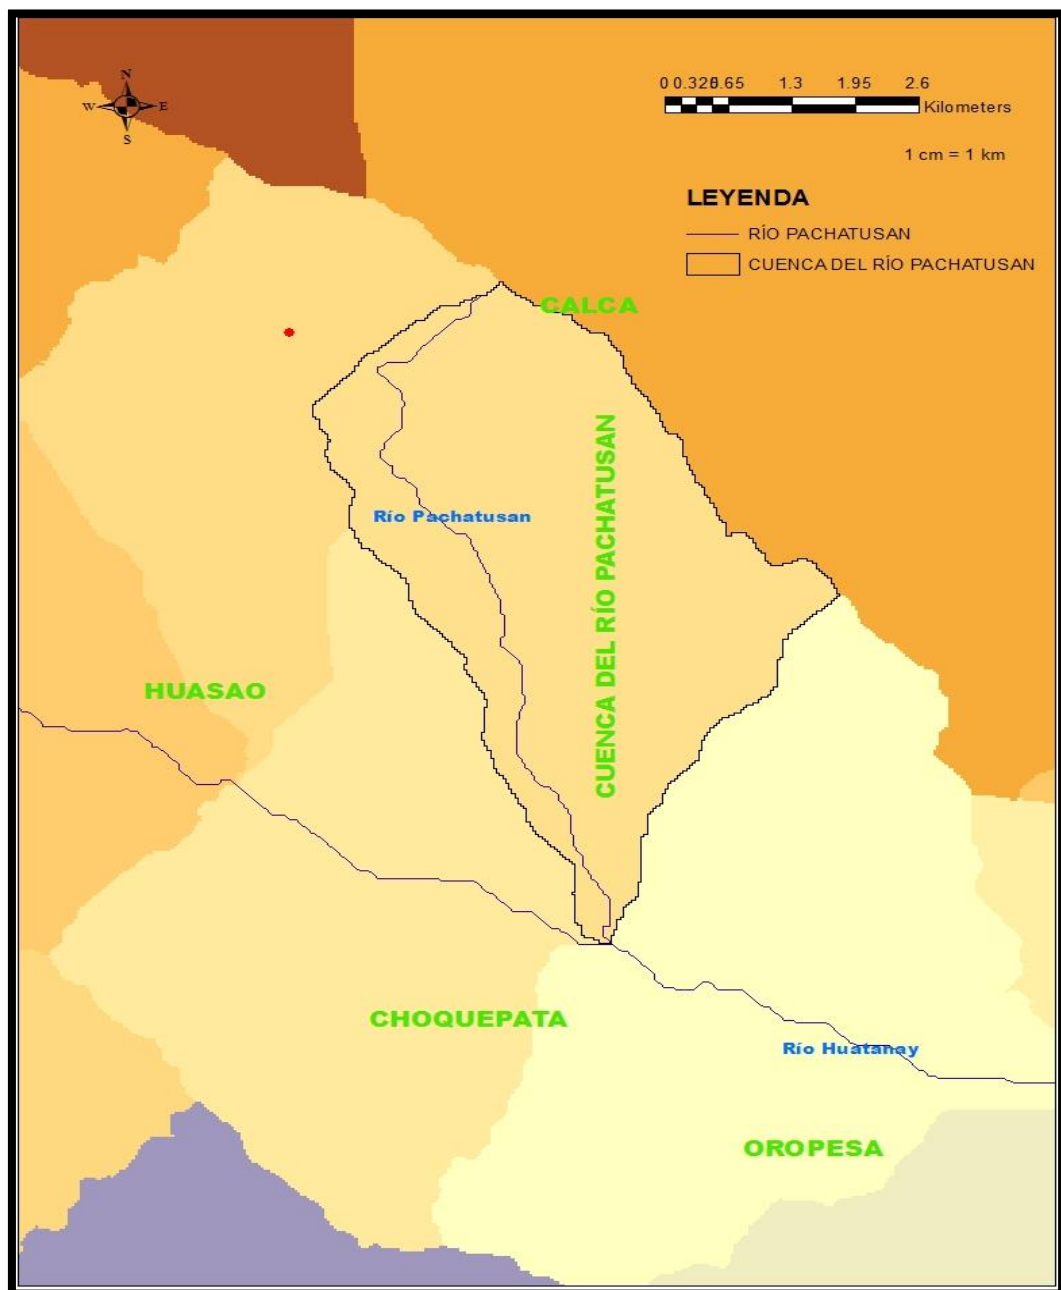 N
W E
S
0 0.325 0.65 1.3 1.95 2.6
Kilometers
1 cm = 1 km
LEYENDA
RÍO PACHATUSAN
CUENCA DEL RÍO PACHATUSAN
CALCA
CUENCA DEL RÍO PACHATUSAN
Río Pachatusan
HUASAO
CHOQUEPATA
Río Huatanay
OROPESA